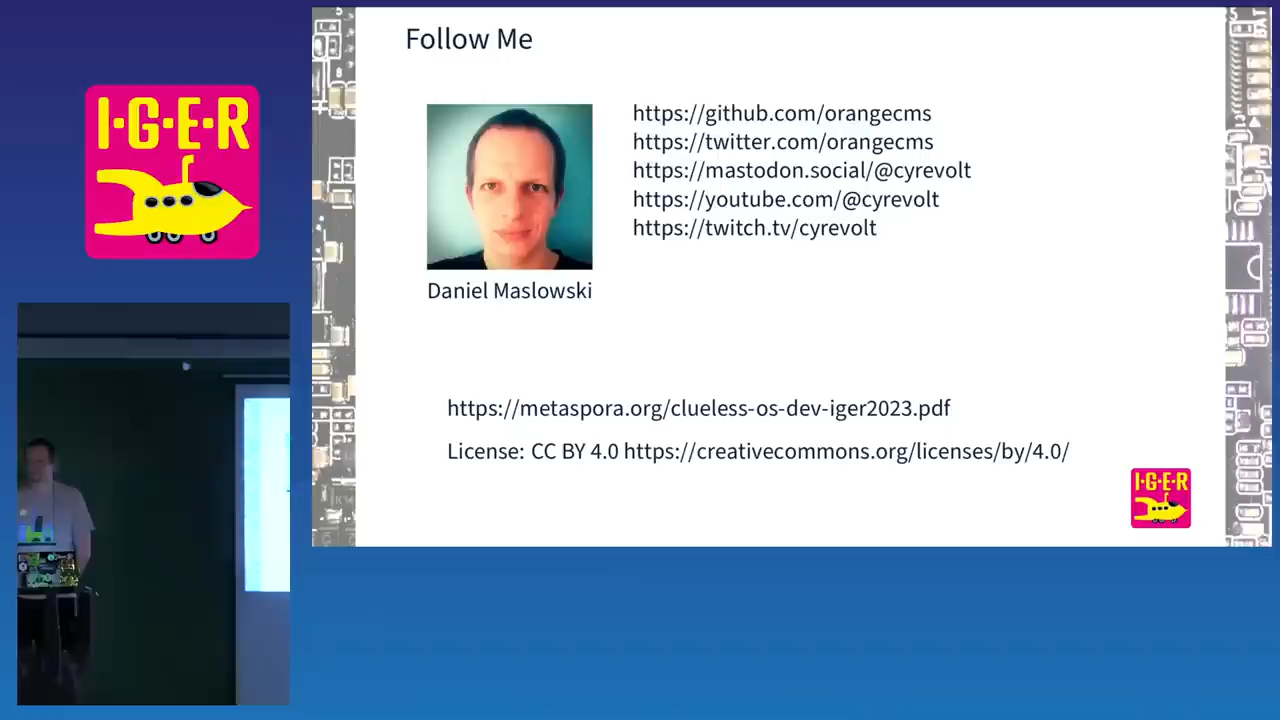 I·G·E·R
Follow Me
https://github.com/orangecms
https://twitter.com/orangecms
https://mastodon.social/@cyrevolt
https://youtube.com/@cyrevolt
https://twitch.tv/cyrevolt
Daniel Maslowski
https://metaspora.org/clueless-os-dev-iger2023.pdf
License: CC BY 4.0 https://creativecommons.org/licenses/by/4.0/
I·G·E·R